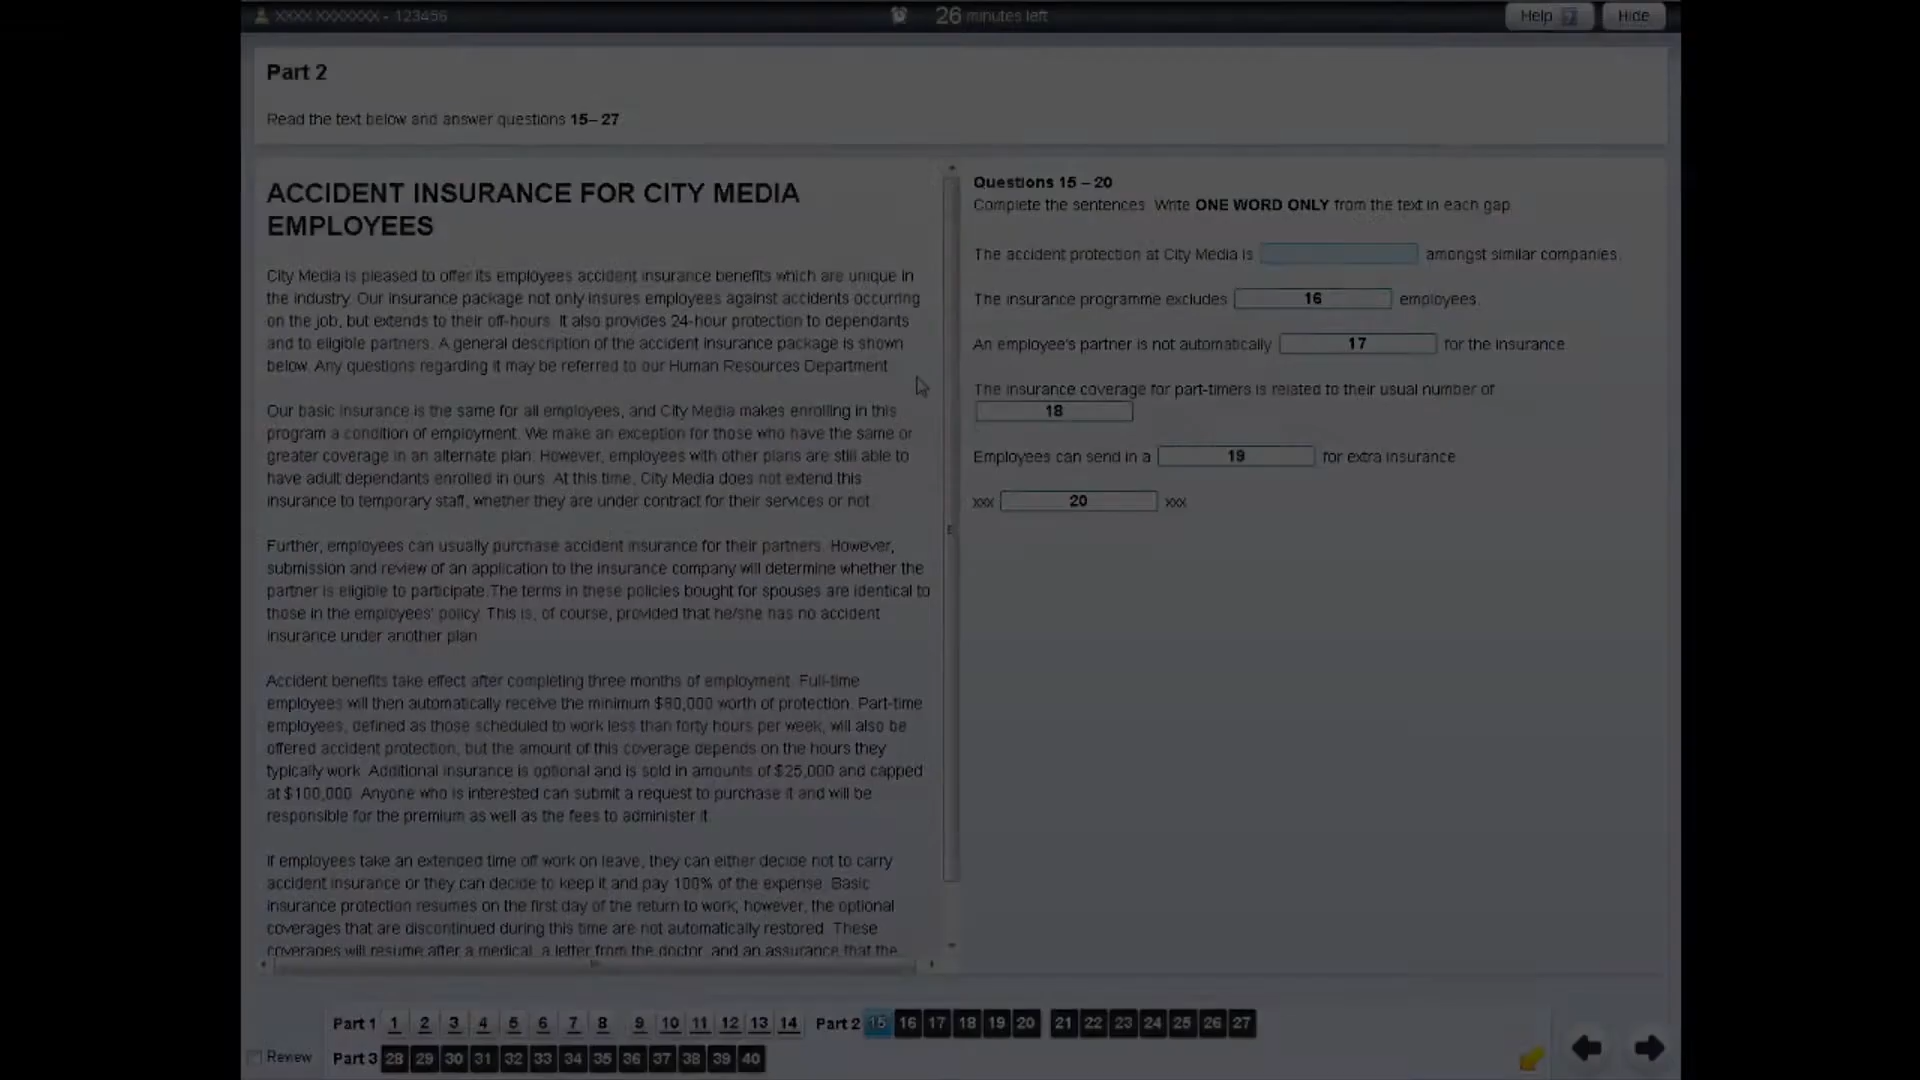 XXXX XXXXXXX - 123456
26 minutes left
Help ?
Hide
Part 2
Read the text below and answer questions 15– 27
ACCIDENT INSURANCE FOR CITY MEDIA
EMPLOYEES
City Media is pleased to offer its employees accident insurance benefits which are unique in
the industry. Our insurance package not only insures employees against accidents occurring
on the job, but extends to their off-hours. It also provides 24-hour protection to dependants
and to eligible partners. A general description of the accident insurance package is shown
below. Any questions regarding it may be referred to our Human Resources Department
Our basic insurance is the same for all employees, and City Media makes enrolling in this
program a condition of employment. We make an exception for those who have the same or
greater coverage in an alternate plan. However, employees with other plans are still able to
have adult dependants enrolled in ours. At this time, City Media does not extend this
insurance to temporary staff, whether they are under contract for their services or not.
Further, employees can usually purchase accident insurance for their partners. However,
submission and review of an application to the insurance company will determine whether the
partner is eligible to participate.The terms in these policies bought for spouses are identical to
those in the employees' policy. This is, of course, provided that he/she has no accident
insurance under another plan
Accident benefits take effect after completing three months of employment. Full-time
employees will then automatically receive the minimum $80,000 worth of protection. Part-time
employees, defined as those scheduled to work less than forty hours per week, will also be
offered accident protection, but the amount of this coverage depends on the hours they
typically work. Additional insurance is optional and is sold in amounts of $25,000 and capped
at $100,000. Anyone who is interested can submit a request to purchase it and will be
responsible for the premium as well as the fees to administer it.
If employees take an extended time off work on leave, they can either decide not to carry
accident insurance or they can decide to keep it and pay 100% of the expense. Basic
insurance protection resumes on the first day of the return to work; however, the optional
coverages that are discontinued during this time are not automatically restored. These
coverages will resume after a medical, a letter from the doctor, and an assurance that the
Questions 15 – 20
Complete the sentences. Write ONE WORD ONLY from the text in each gap
The accident protection at City Media is amongst similar companies.
The insurance programme excludes 16 employees.
An employee's partner is not automatically 17 for the insurance.
The insurance coverage for part-timers is related to their usual number of
18
Employees can send in a 19 for extra insurance.
xxx 20 xxx
Part 1 1 2 3 4 5 6 7 8 9 10 11 12 13 14 Part 2 15 16 17 18 19 20 21 22 23 24 25 26 27
Review Part 3 28 29 30 31 32 33 34 35 36 37 38 39 40